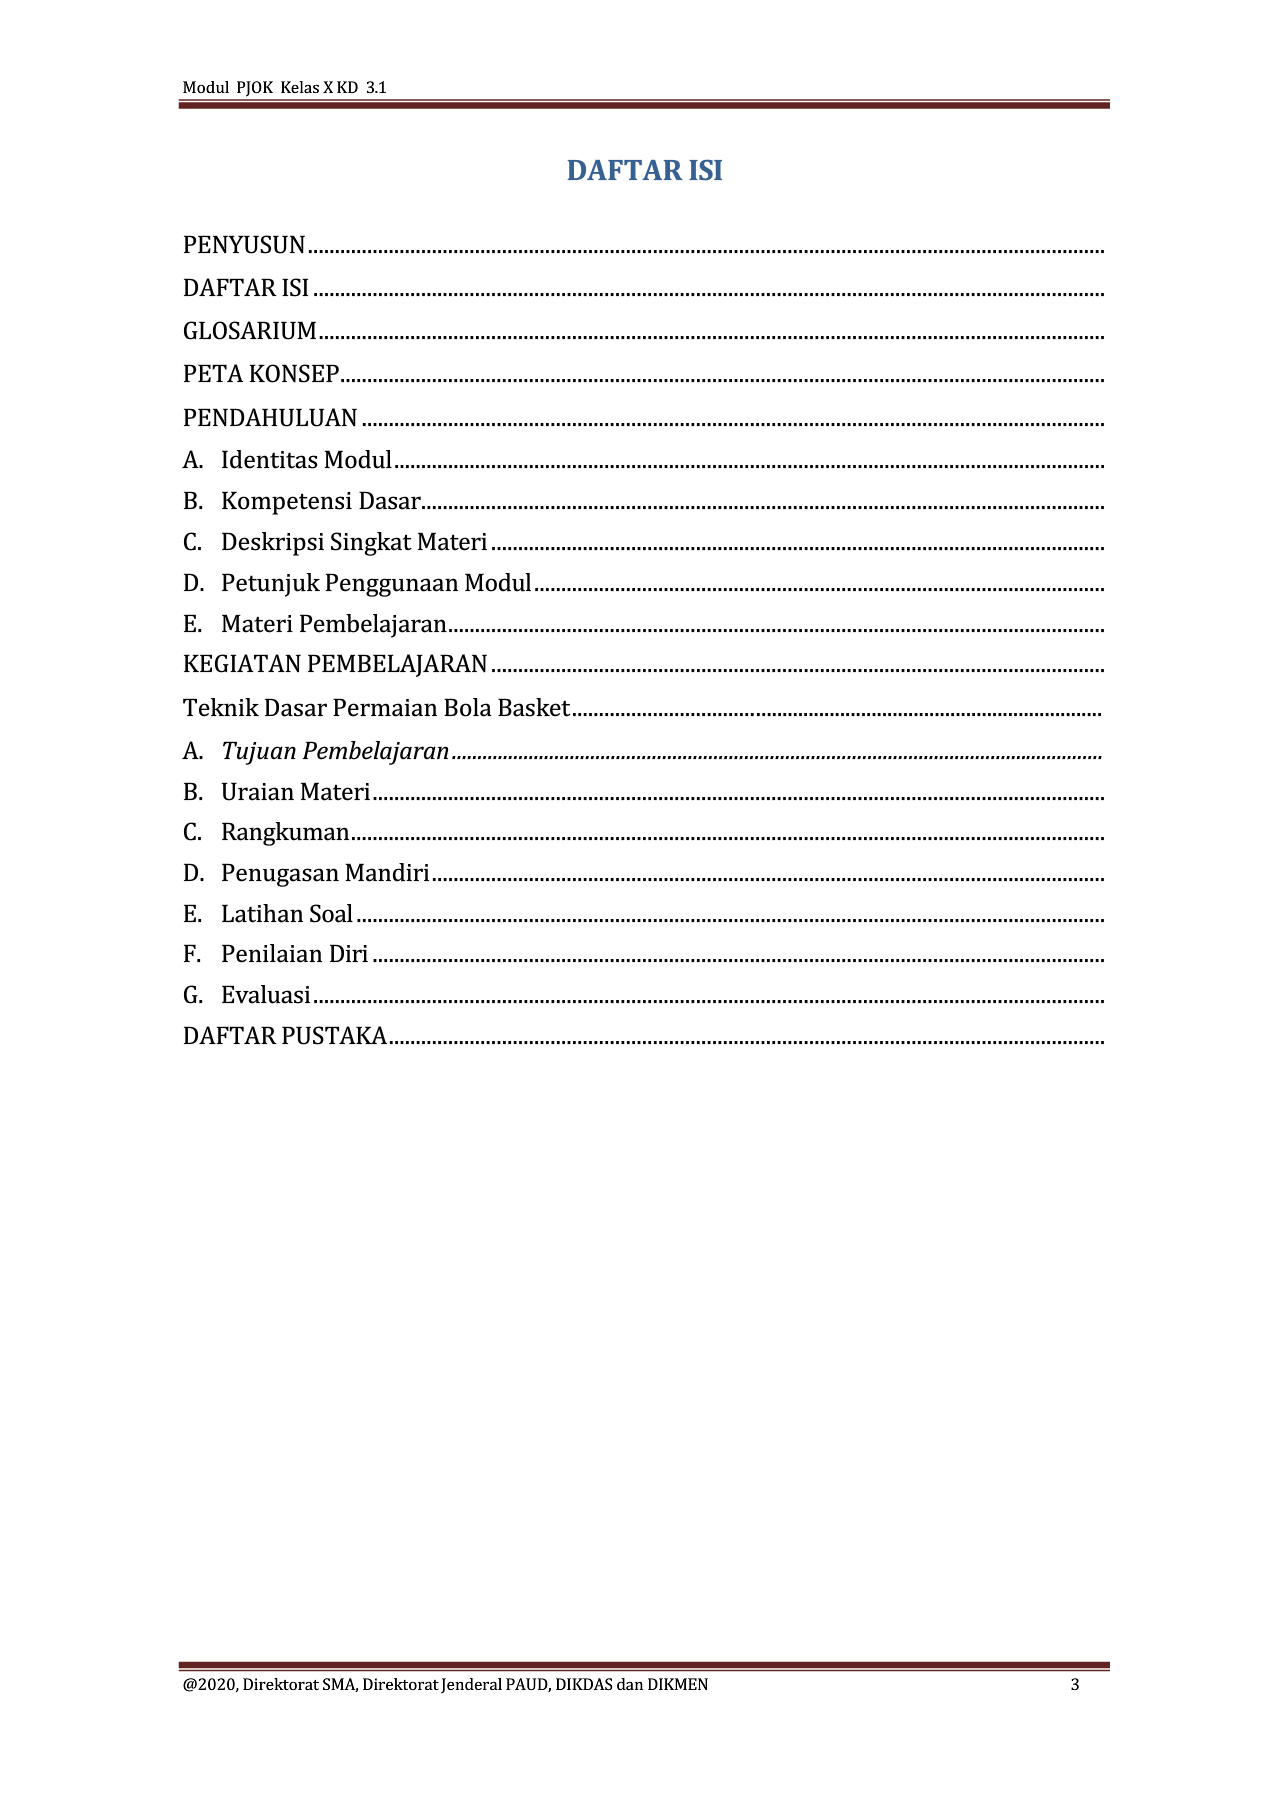 Modul PJOK Kelas X KD 3.1
DAFTAR ISI
PENYUSUN................................................................................................
DAFTAR ISI................................................................................................
GLOSARIUM................................................................................................
PETA KONSEP................................................................................................
PENDAHULUAN................................................................................................
A. Identitas Modul................................................................................................
B. Kompetensi Dasar................................................................................................
C. Deskripsi Singkat Materi................................................................................................
D. Petunjuk Penggunaan Modul................................................................................................
E. Materi Pembelajaran................................................................................................
KEGIATAN PEMBELAJARAN................................................................................................
Teknik Dasar Permaian Bola Basket................................................................................................
A. Tujuan Pembelajaran................................................................................................
B. Uraian Materi................................................................................................
C. Rangkuman................................................................................................
D. Penugasan Mandiri................................................................................................
E. Latihan Soal................................................................................................
F. Penilaian Diri................................................................................................
G. Evaluasi................................................................................................
DAFTAR PUSTAKA................................................................................................
@2020, Direktorat SMA, Direktorat Jenderal PAUD, DIKDAS dan DIKMEN 3